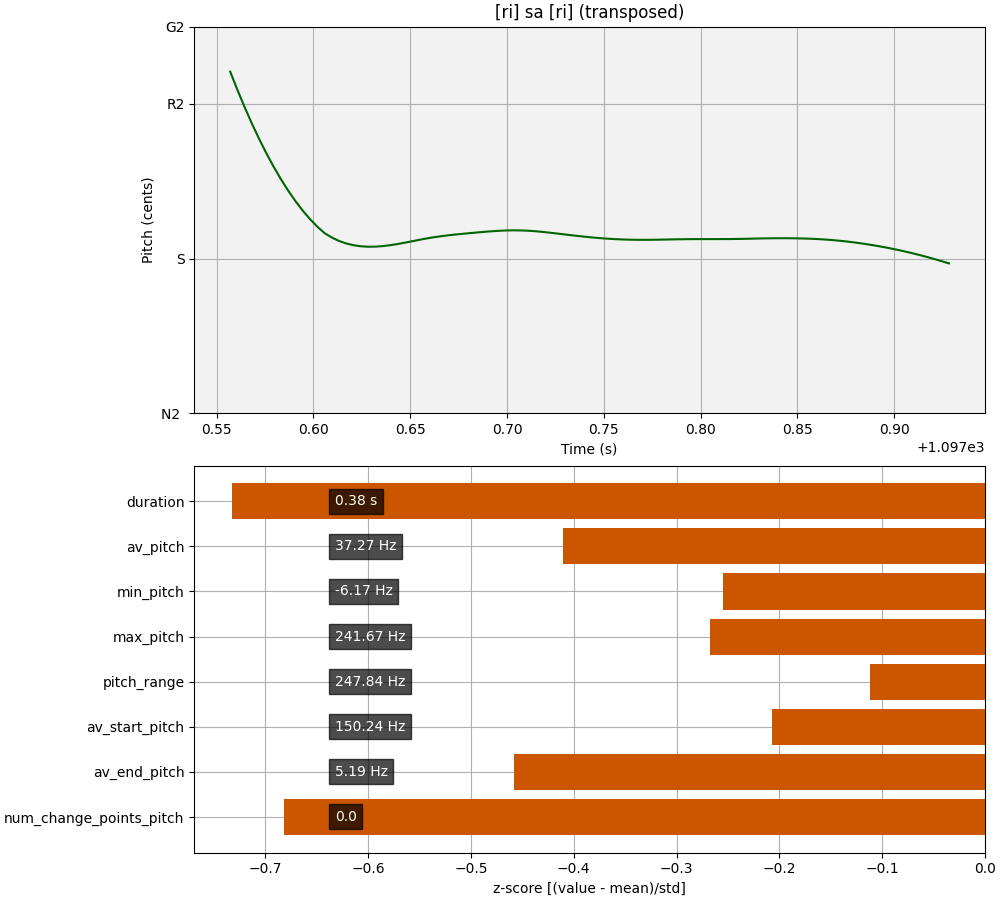 [ri] sa [ri] (transposed)
G2
R2
S
N2
Pitch (cents)
0.55 0.60 0.65 0.70 0.75 0.80 0.85 0.90
Time (s)
+1.097e3
duration 0.38 s
av_pitch 37.27 Hz
min_pitch -6.17 Hz
max_pitch 241.67 Hz
pitch_range 247.84 Hz
av_start_pitch 150.24 Hz
av_end_pitch 5.19 Hz
num_change_points_pitch 0.0
−0.7 −0.6 −0.5 −0.4 −0.3 −0.2 −0.1 0.0
z-score [(value - mean)/std]